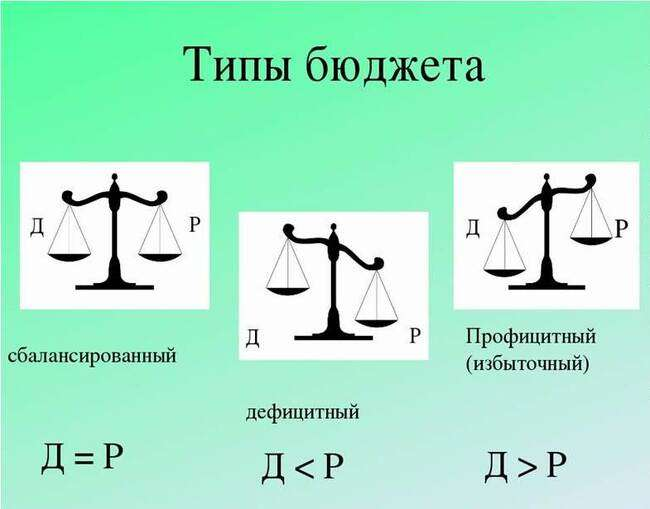 Типы бюджета
Д Р
сбалансированный
Д = Р
Д Р
дефицитный
Д < Р
Д Р
Профицитный
(избыточный)
Д > Р